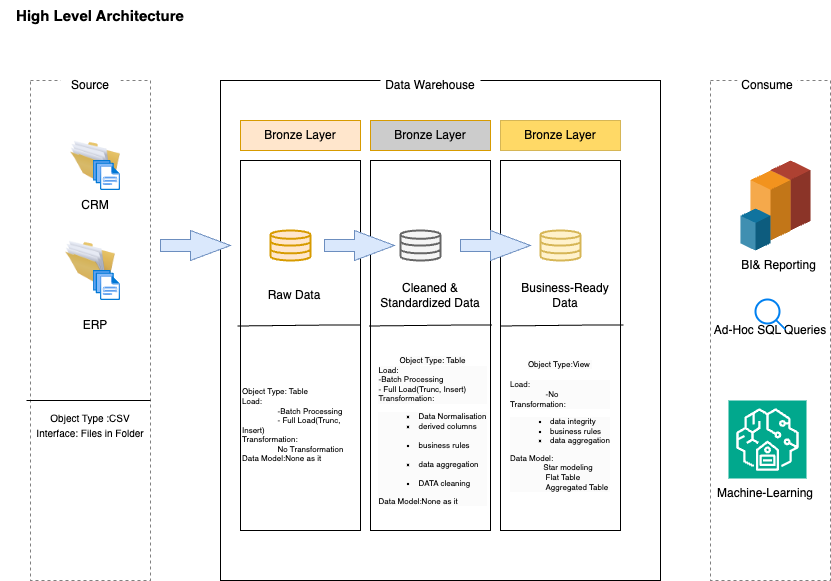 High Level Architecture
Source
CRM
ERP
Object Type :CSV
Interface: Files in Folder
Data Warehouse
Bronze Layer
Raw Data
Object Type: Table
Load:
-Batch Processing
- Full Load(Trunc,
Insert)
Transformation:
No Transformation
Data Model:None as it
Bronze Layer
Cleaned &
Standardized Data
Object Type: Table
Load:
-Batch Processing
- Full Load(Trunc, Insert)
Transformation:
• Data Normalisation
• derived columns
• business rules
• data aggregation
• DATA cleaning
Data Model:None as it
Bronze Layer
Business-Ready
Data
Object Type:View
Load:
-No
Transformation:
• data integrity
• business rules
• data aggregation
Data Model:
Star modeling
Flat Table
Aggregated Table
Consume
BI& Reporting
Ad-Hoc SQL Queries
Machine-Learning